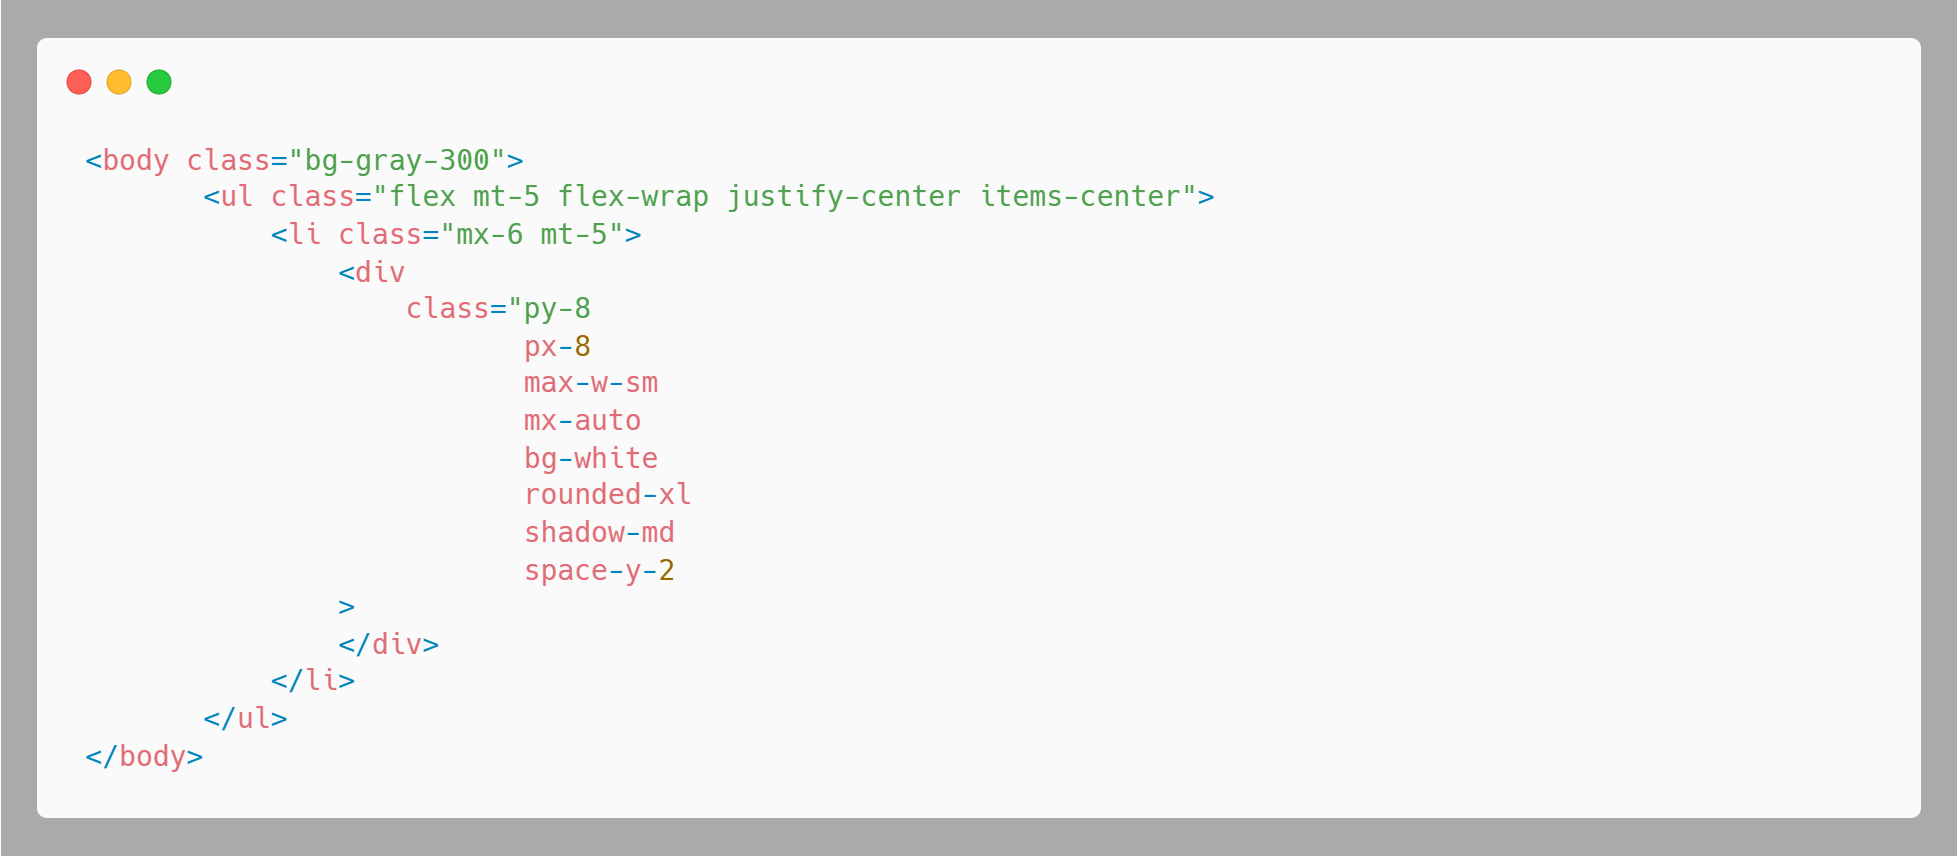 <body class="bg-gray-300">
       <ul class="flex mt-5 flex-wrap justify-center items-center">
           <li class="mx-6 mt-5">
               <div
                   class="py-8
                          px-8
                          max-w-sm
                          mx-auto
                          bg-white
                          rounded-xl
                          shadow-md
                          space-y-2
               >
               </div>
           </li>
       </ul>
</body>